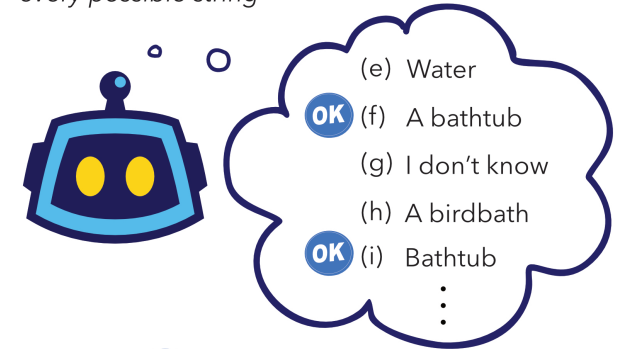 every possible string
(e) Water
OK (f) A bathtub
(g) I don't know
(h) A birdbath
OK (i) Bathtub